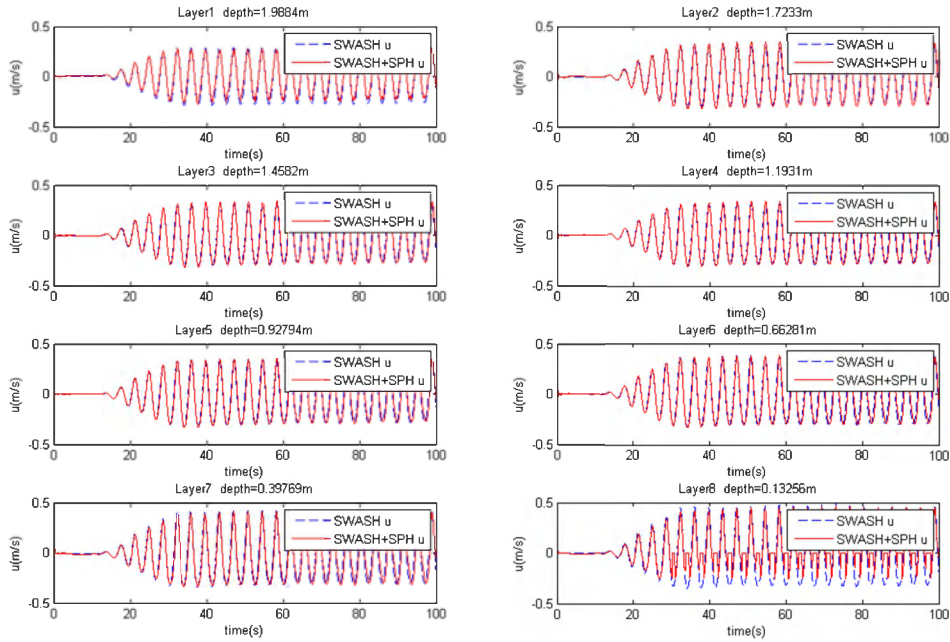 Layer1 depth=1.9884m
0.5
0
-0.5
u(m/s)
SWASH u
SWASH+SPH u
0 20 40 60 80 100
time(s)
Layer2 depth=1.7233m
0.5
0
-0.5
u(m/s)
SWASH u
SWASH+SPH u
0 20 40 60 80 100
time(s)
Layer3 depth=1.4582m
0.5
0
-0.5
u(m/s)
SWASH u
SWASH+SPH u
0 20 40 60 80 100
time(s)
Layer4 depth=1.1931m
0.5
0
-0.5
u(m/s)
SWASH u
SWASH+SPH u
0 20 40 60 80 100
time(s)
Layer5 depth=0.92794m
0.5
0
-0.5
u(m/s)
SWASH u
SWASH+SPH u
0 20 40 60 80 100
time(s)
Layer6 depth=0.66281m
0.5
0
-0.5
u(m/s)
SWASH u
SWASH+SPH u
0 20 40 60 80 100
time(s)
Layer7 depth=0.39769m
0.5
0
-0.5
u(m/s)
SWASH u
SWASH+SPH u
0 20 40 60 80 100
time(s)
Layer8 depth=0.13256m
0.5
0
-0.5
u(m/s)
SWASH u
SWASH+SPH u
0 20 40 60 80 100
time(s)